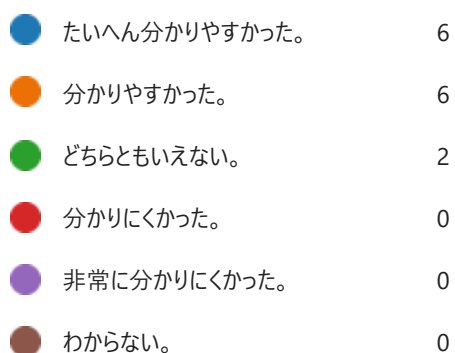 たいへん分かりやすかった。 6
分かりやすかった。 6
どちらともいえない。 2
分かりにくかった。 0
非常に分かりにくかった。 0
わからない。 0